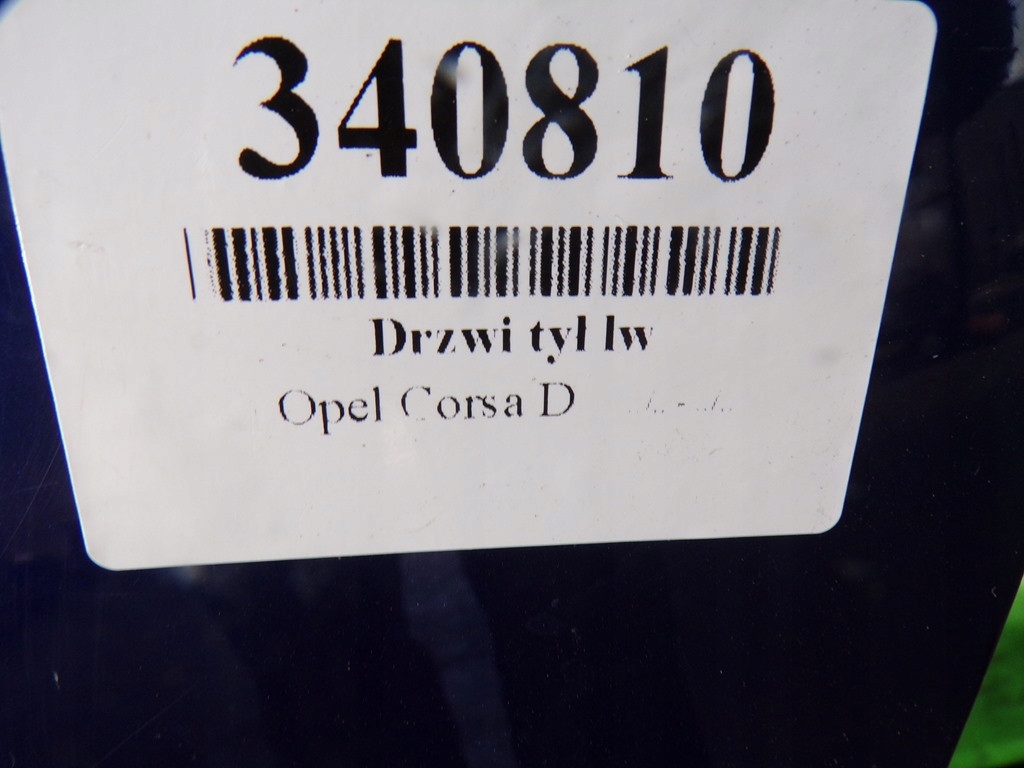 340810
Drzwi tył lw
Opel Corsa D